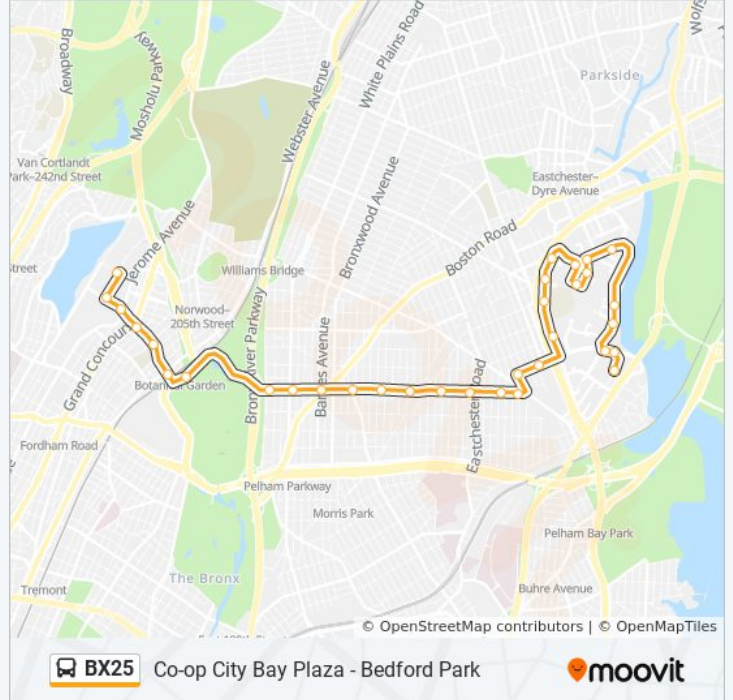 Broadway
Mosholu Parkway
Webster Avenue
White Plains Road
Parkside
Van Cortlandt
Park–242nd Street
Eastchester–
Dyre Avenue
Bronxwood Avenue
Jerome Avenue
Boston Road
Street
Williams Bridge
Norwood–
205th Street
Grand Concourse
Bronx River Parkway
Barnes Avenue
Botanical Garden
Eastchester Road
Fordham Road
Pelham Parkway
Morris Park
Pelham Bay Park
The Bronx
Tremont
Buhre Avenue
© OpenStreetMap contributors | © OpenMapTiles
BX25 Co-op City Bay Plaza - Bedford Park
moovit